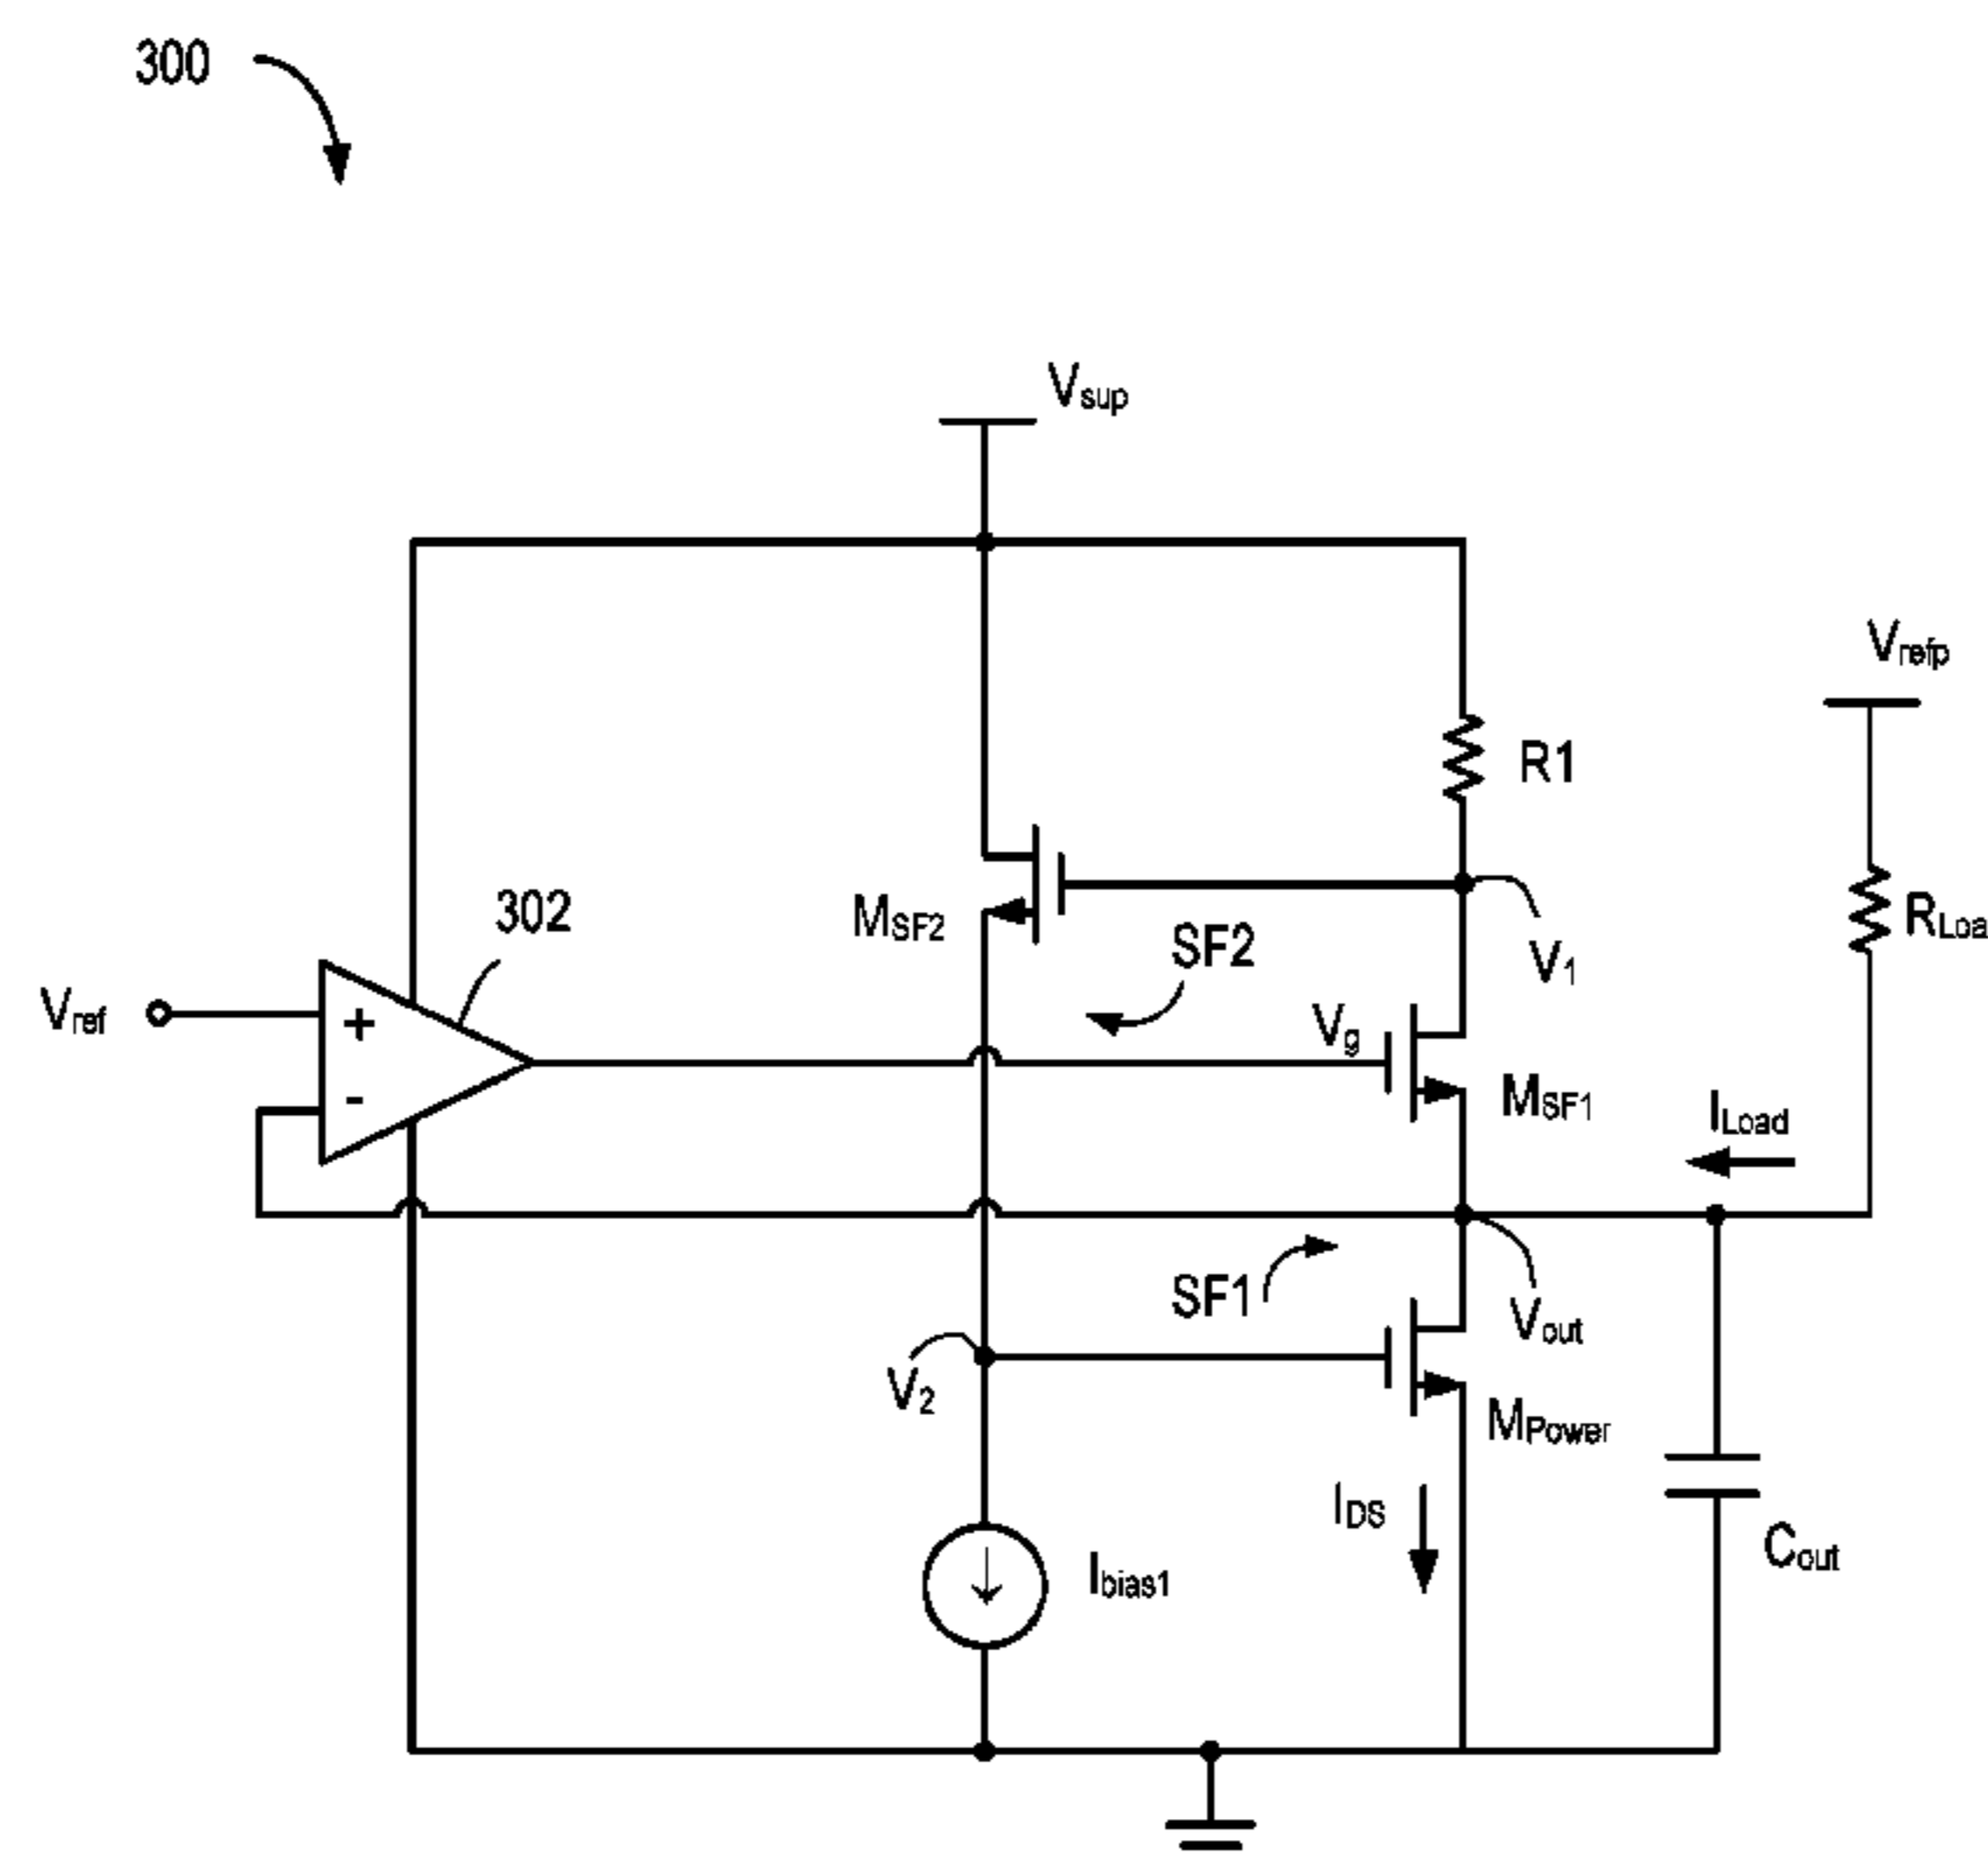 300
Vsup
Vrefp
R1
RLoa
302
MSF2
SF2
V1
Vref
+
-
Vg
MSF1
ILoad
SF1
Vout
V2
MPower
IDS
Ibias1
Cout